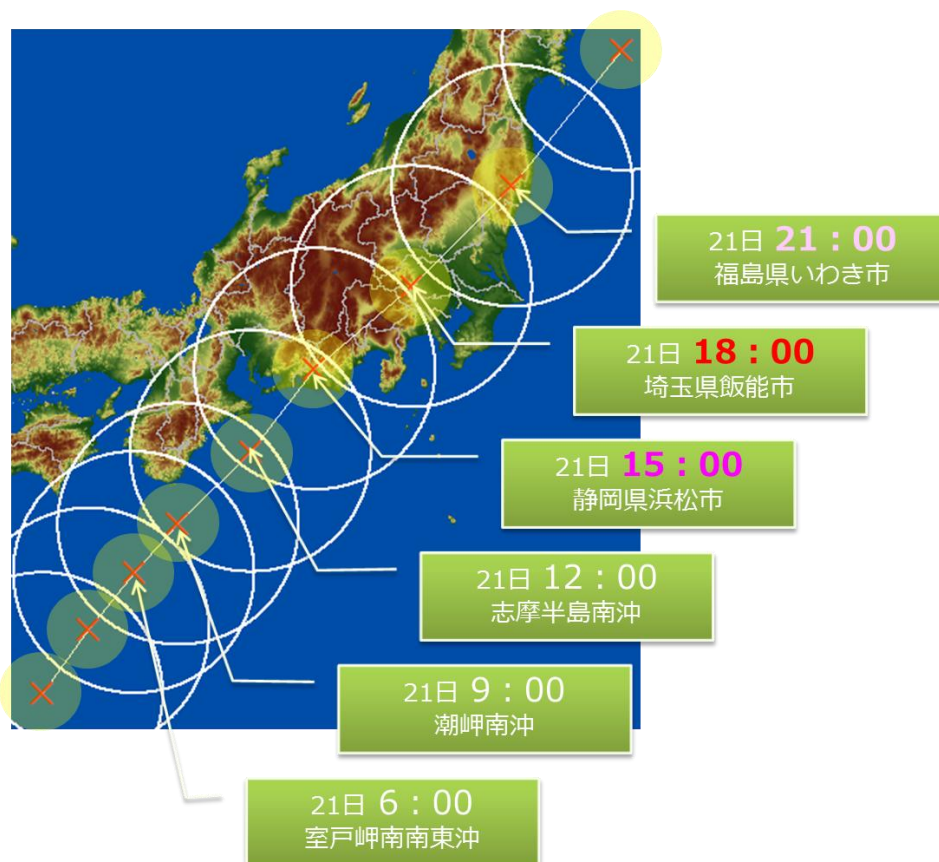 21日 21：00
福島県いわき市
21日 18：00
埼玉県飯能市
21日 15：00
静岡県浜松市
21日 12：00
志摩半島南沖
21日 9：00
潮岬南沖
21日 6：00
室戸岬南南東沖